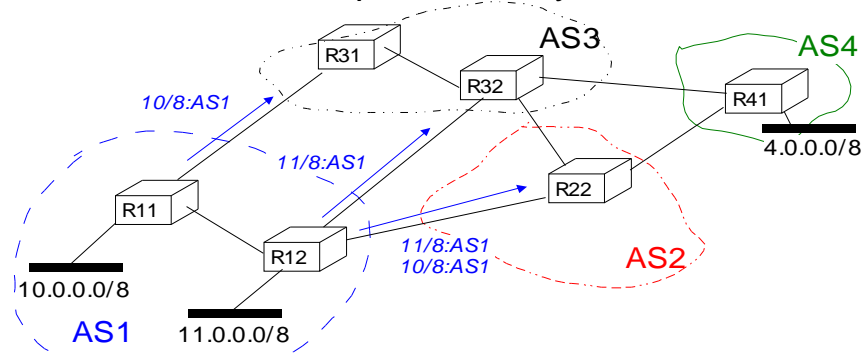 AS3
R31
AS4
R32
10/8:AS1
R41
4.0.0.0/8
11/8:AS1
R22
R11
R12
11/8:AS1
10/8:AS1
AS2
10.0.0.0/8
AS1
11.0.0.0/8